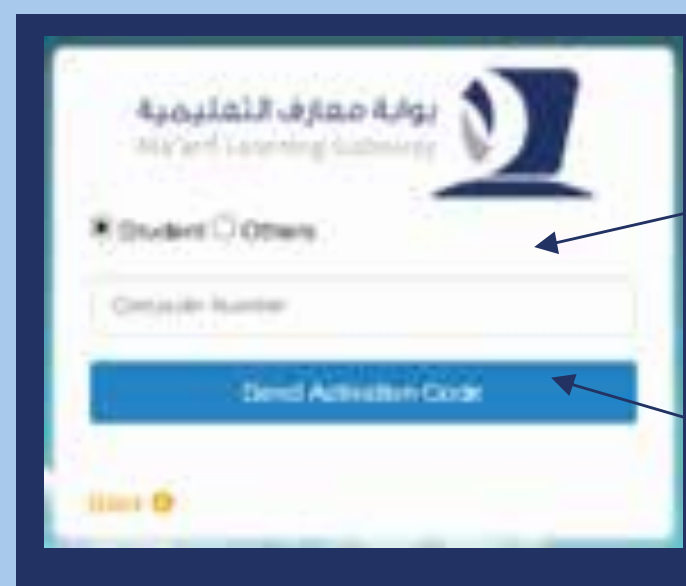 بوابة معارف التعليمية
Ma'arif Learning Gateway
Student Others
Computer Number
Send Activation Code
Back